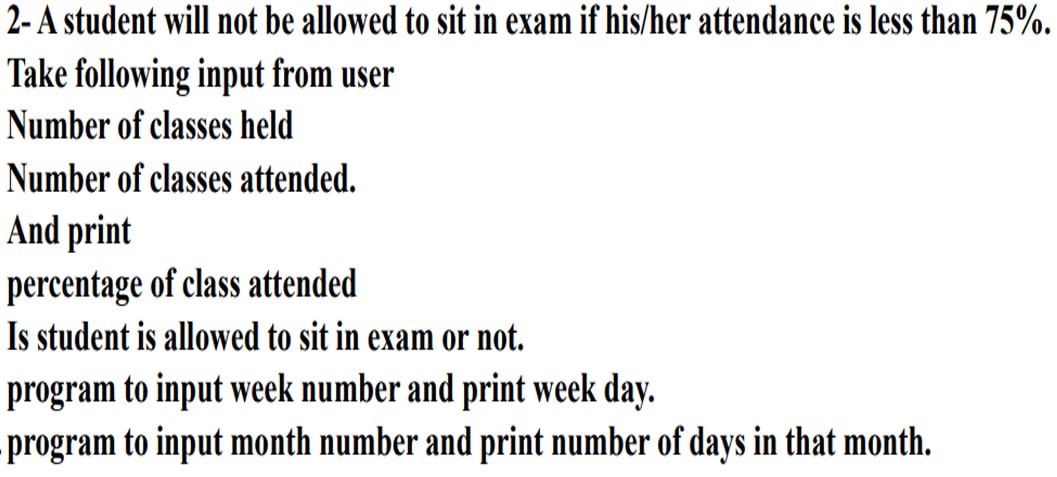 2- A student will not be allowed to sit in exam if his/her attendance is less than 75%.
Take following input from user
Number of classes held
Number of classes attended.
And print
percentage of class attended
Is student is allowed to sit in exam or not.
program to input week number and print week day.
program to input month number and print number of days in that month.